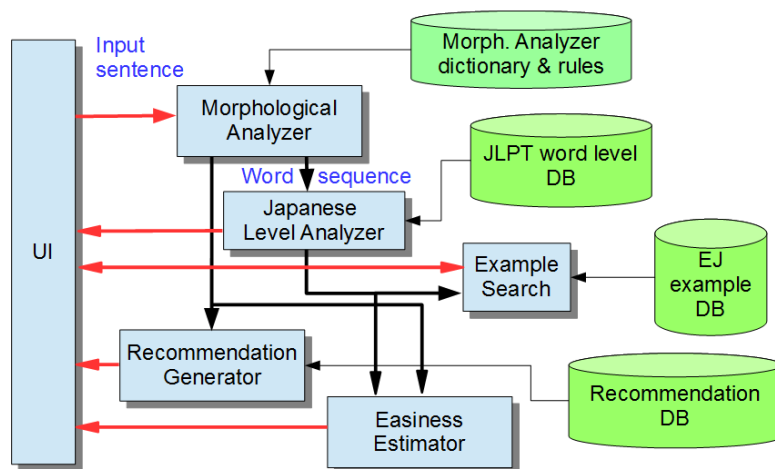 Input
sentence
Morph. Analyzer
dictionary & rules
Morphological
Analyzer
JLPT word level
DB
Word sequence
Japanese
Level Analyzer
UI
Example
Search
EJ
example
DB
Recommendation
Generator
Recommendation
DB
Easiness
Estimator